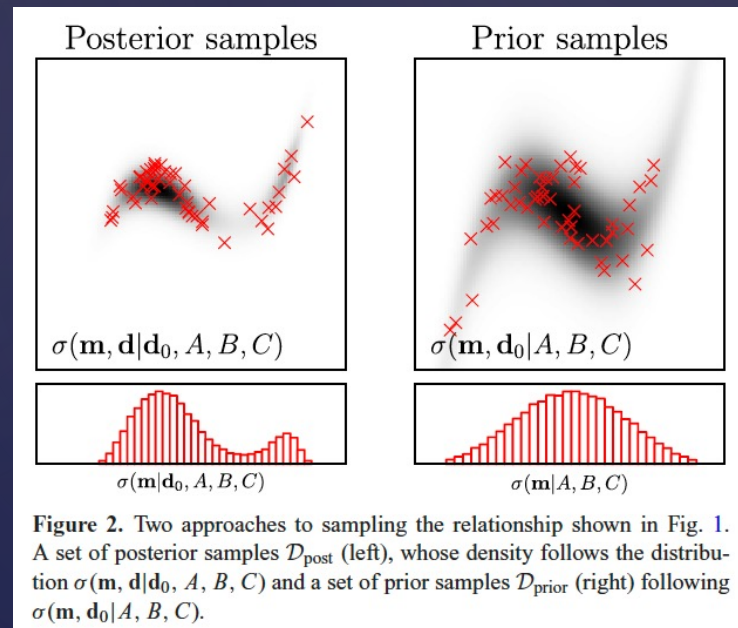 Posterior samples
Prior samples
σ(m, d|d₀, A, B, C)
σ(m, d₀|A, B, C)
σ(m|d₀, A, B, C)
σ(m|A, B, C)
Figure 2. Two approaches to sampling the relationship shown in Fig. 1.
A set of posterior samples 𝒟post (left), whose density follows the distribu-
tion σ(m, d|d₀, A, B, C) and a set of prior samples 𝒟prior (right) following
σ(m, d₀|A, B, C).